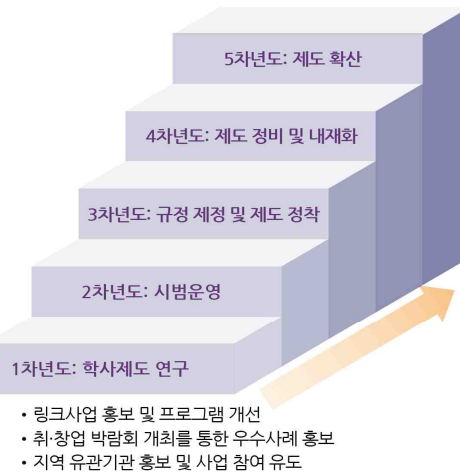 5차년도: 제도 확산
4차년도: 제도 정비 및 내재화
3차년도: 규정 제정 및 제도 정착
2차년도: 시범운영
1차년도: 학사제도 연구
• 링크사업 홍보 및 프로그램 개선
• 취·창업 박람회 개최를 통한 우수사례 홍보
• 지역 유관기관 홍보 및 사업 참여 유도